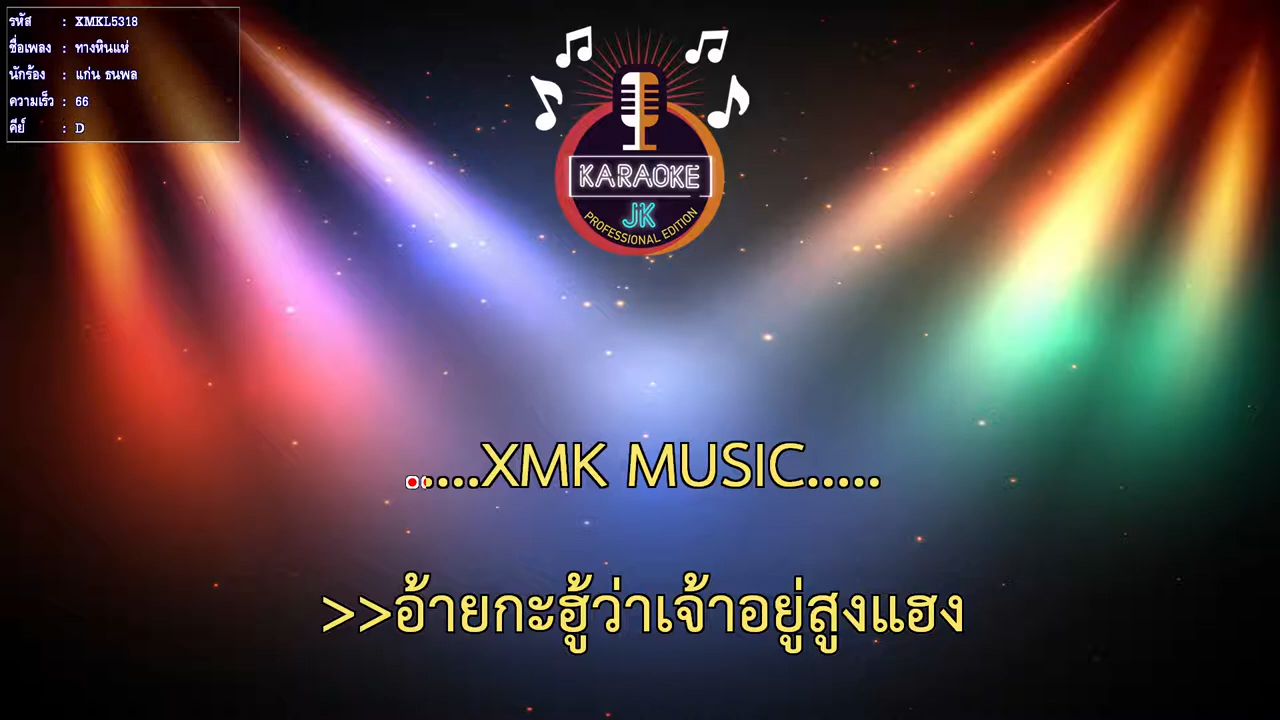 รหัส : XMKL5318
ชื่อเพลง : ทางหินแห่
นักร้อง : แก่น ธนพล
ความเร็ว : 66
คีย์ : D
KARAOKE
JK
PROFESSIONAL EDITION
.....XMK MUSIC.....
>>อ้ายกะฮู้ว่าเจ้าอยู่สูงแฮง